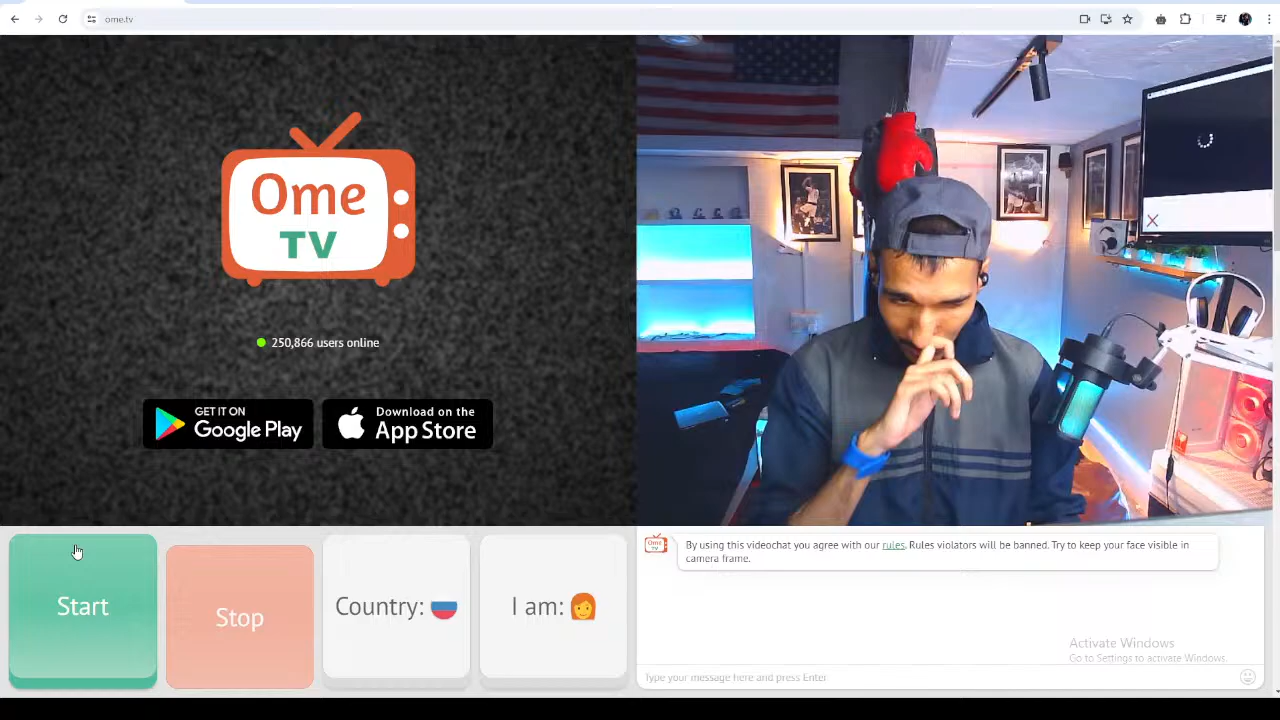 ome.tv
Ome
TV
250,866 users online
GET IT ON
Google Play
Download on the
App Store
Start
Stop
Country:
I am:
By using this videochat you agree with our rules. Rules violators will be banned. Try to keep your face visible in
camera frame.
Activate Windows
Go to Settings to activate Windows.
Type your message here and press Enter